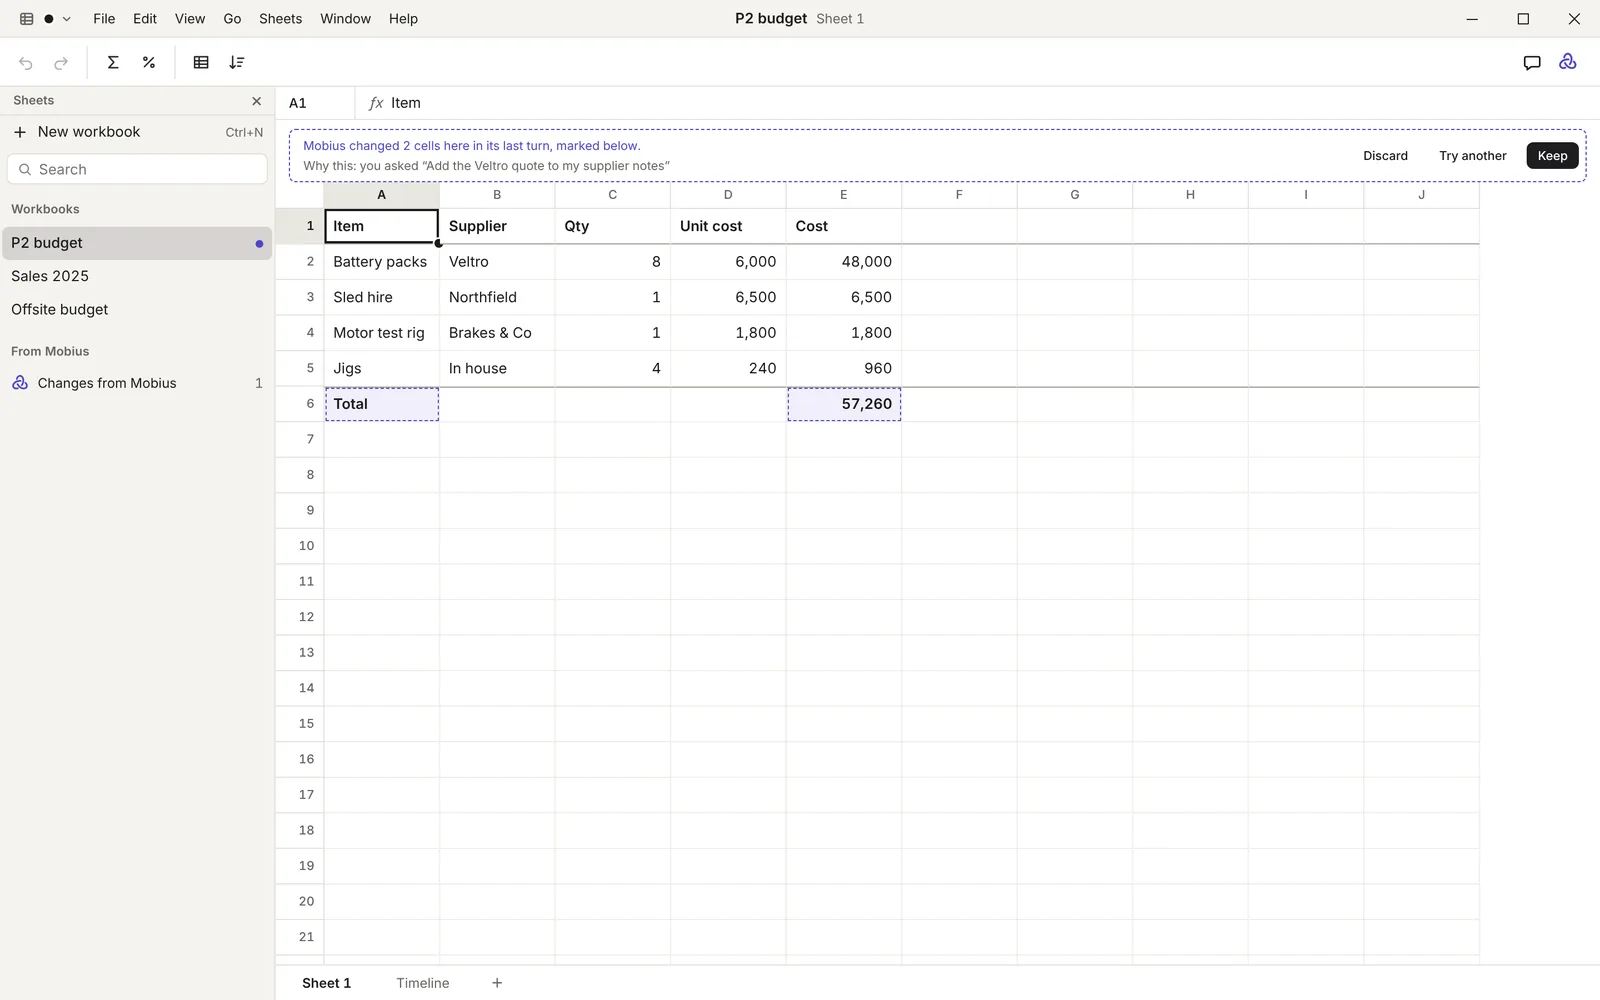 File Edit View Go Sheets Window Help
P2 budget Sheet 1
Sheets
New workbook Ctrl+N
Search
Workbooks
P2 budget
Sales 2025
Offsite budget
From Mobius
Changes from Mobius 1
A1 fx Item
Mobius changed 2 cells here in its last turn, marked below.
Why this: you asked “Add the Veltro quote to my supplier notes”
Discard Try another Keep
A B C D E F G H I J
1 Item Supplier Qty Unit cost Cost
2 Battery packs Veltro 8 6,000 48,000
3 Sled hire Northfield 1 6,500 6,500
4 Motor test rig Brakes & Co 1 1,800 1,800
5 Jigs In house 4 240 960
6 Total 57,260
7
8
9
10
11
12
13
14
15
16
17
18
19
20
21
Sheet 1 Timeline +